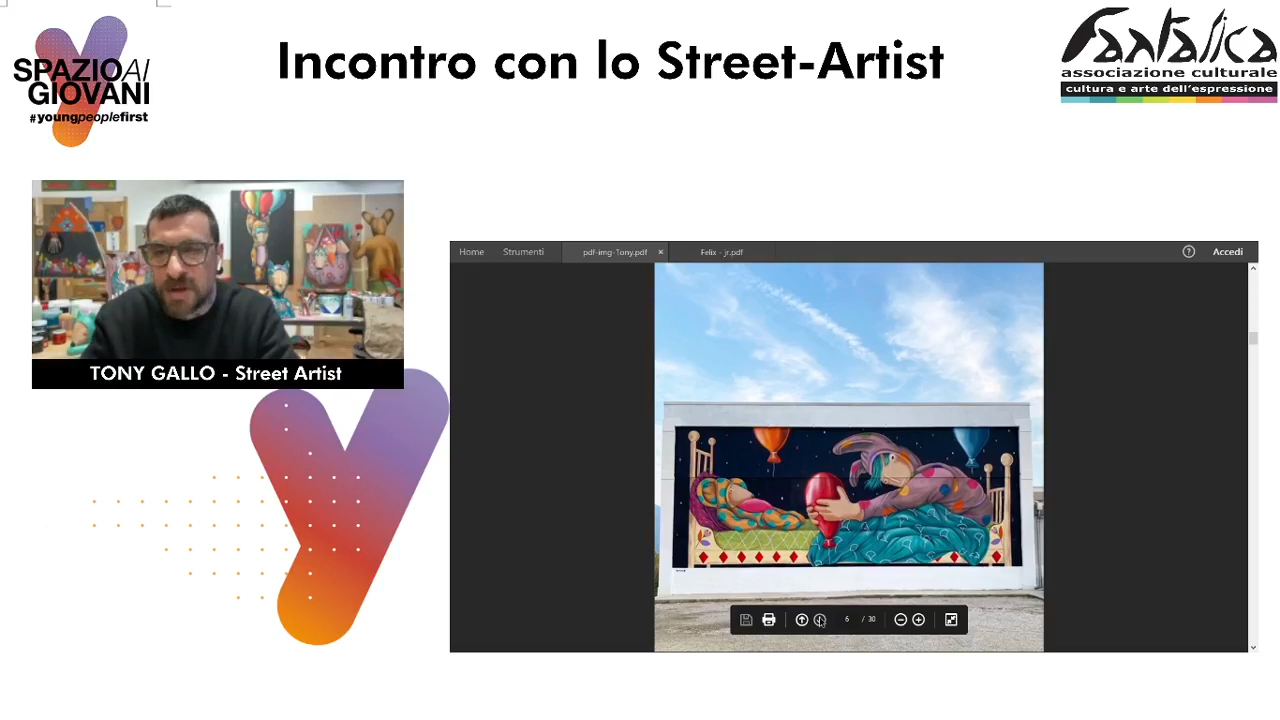 SPAZIO AI
GIOVANI
#youngpeoplefirst
Incontro con lo Street-Artist
Fantalica
associazione culturale
cultura e arte dell'espressione
TONY GALLO - Street Artist
Home Strumenti pdf-img-Tony.pdf × Felix - jr.pdf ? Accedi
6 / 30